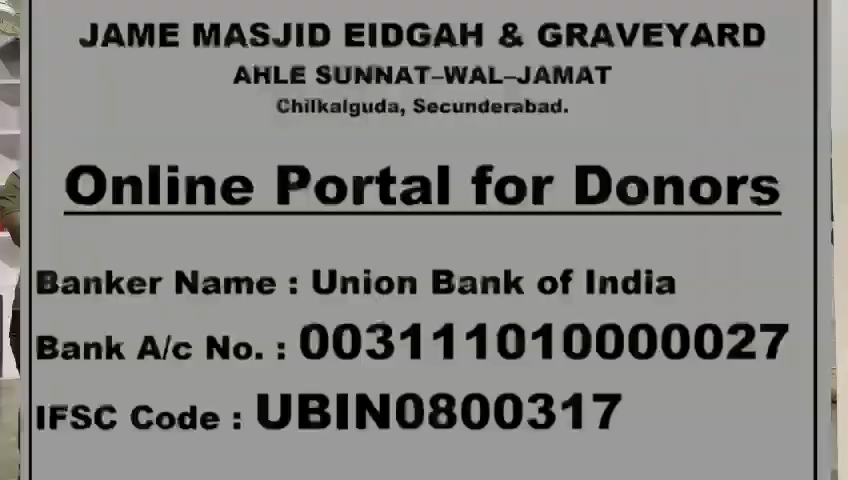 JAME MASJID EIDGAH & GRAVEYARD
AHLE SUNNAT-WAL-JAMAT
Chilkalguda, Secunderabad.
Online Portal for Donors
Banker Name : Union Bank of India
Bank A/c No. : 003111010000027
IFSC Code : UBIN0800317